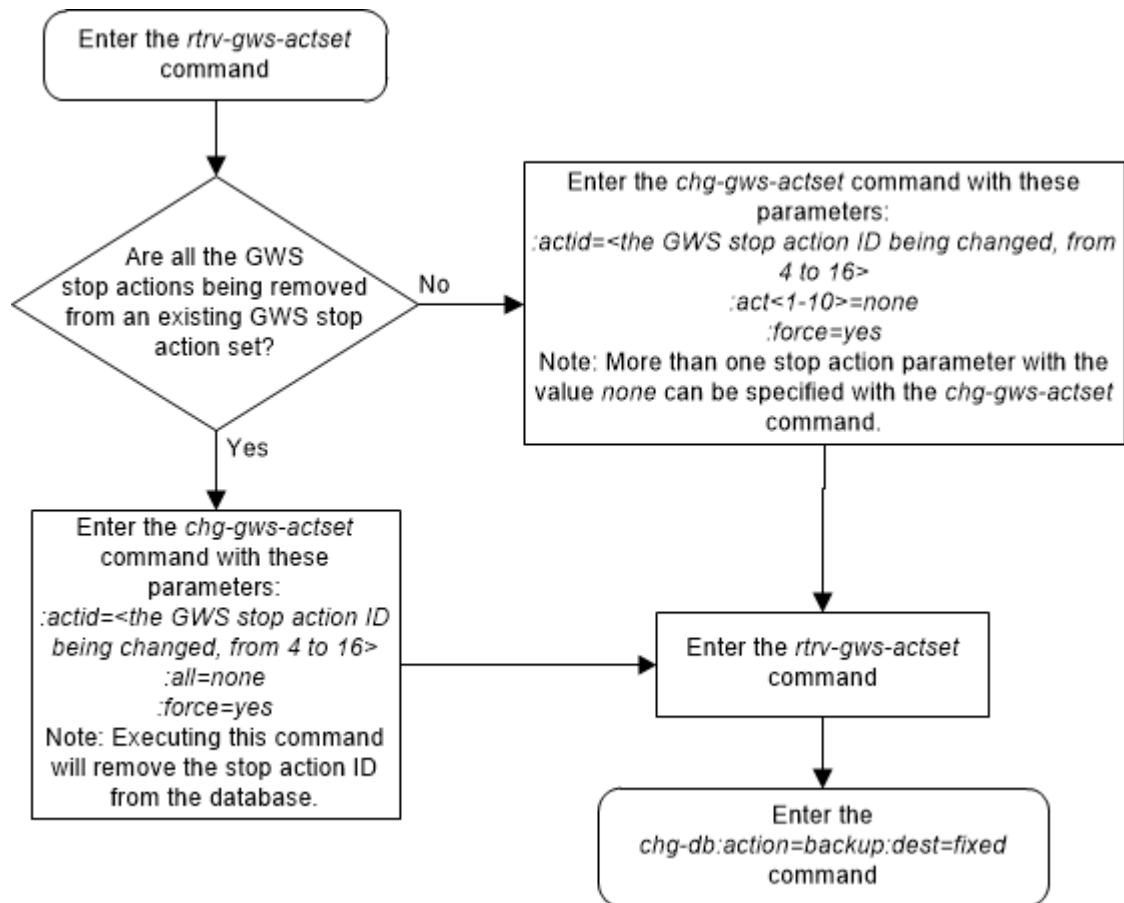 Enter the rtrv-gws-actset
command
Are all the GWS
stop actions being removed
from an existing GWS stop
action set?
No
Enter the chg-gws-actset command with these
parameters:
:actid=<the GWS stop action ID being changed, from
4 to 16>
:act<1-10>=none
:force=yes
Note: More than one stop action parameter with the
value none can be specified with the chg-gws-actset
command.
Yes
Enter the chg-gws-actset
command with these
parameters:
:actid=<the GWS stop action ID
being changed, from 4 to 16>
:all=none
:force=yes
Note: Executing this command
will remove the stop action ID
from the database.
Enter the rtrv-gws-actset
command
Enter the
chg-db:action=backup:dest=fixed
command